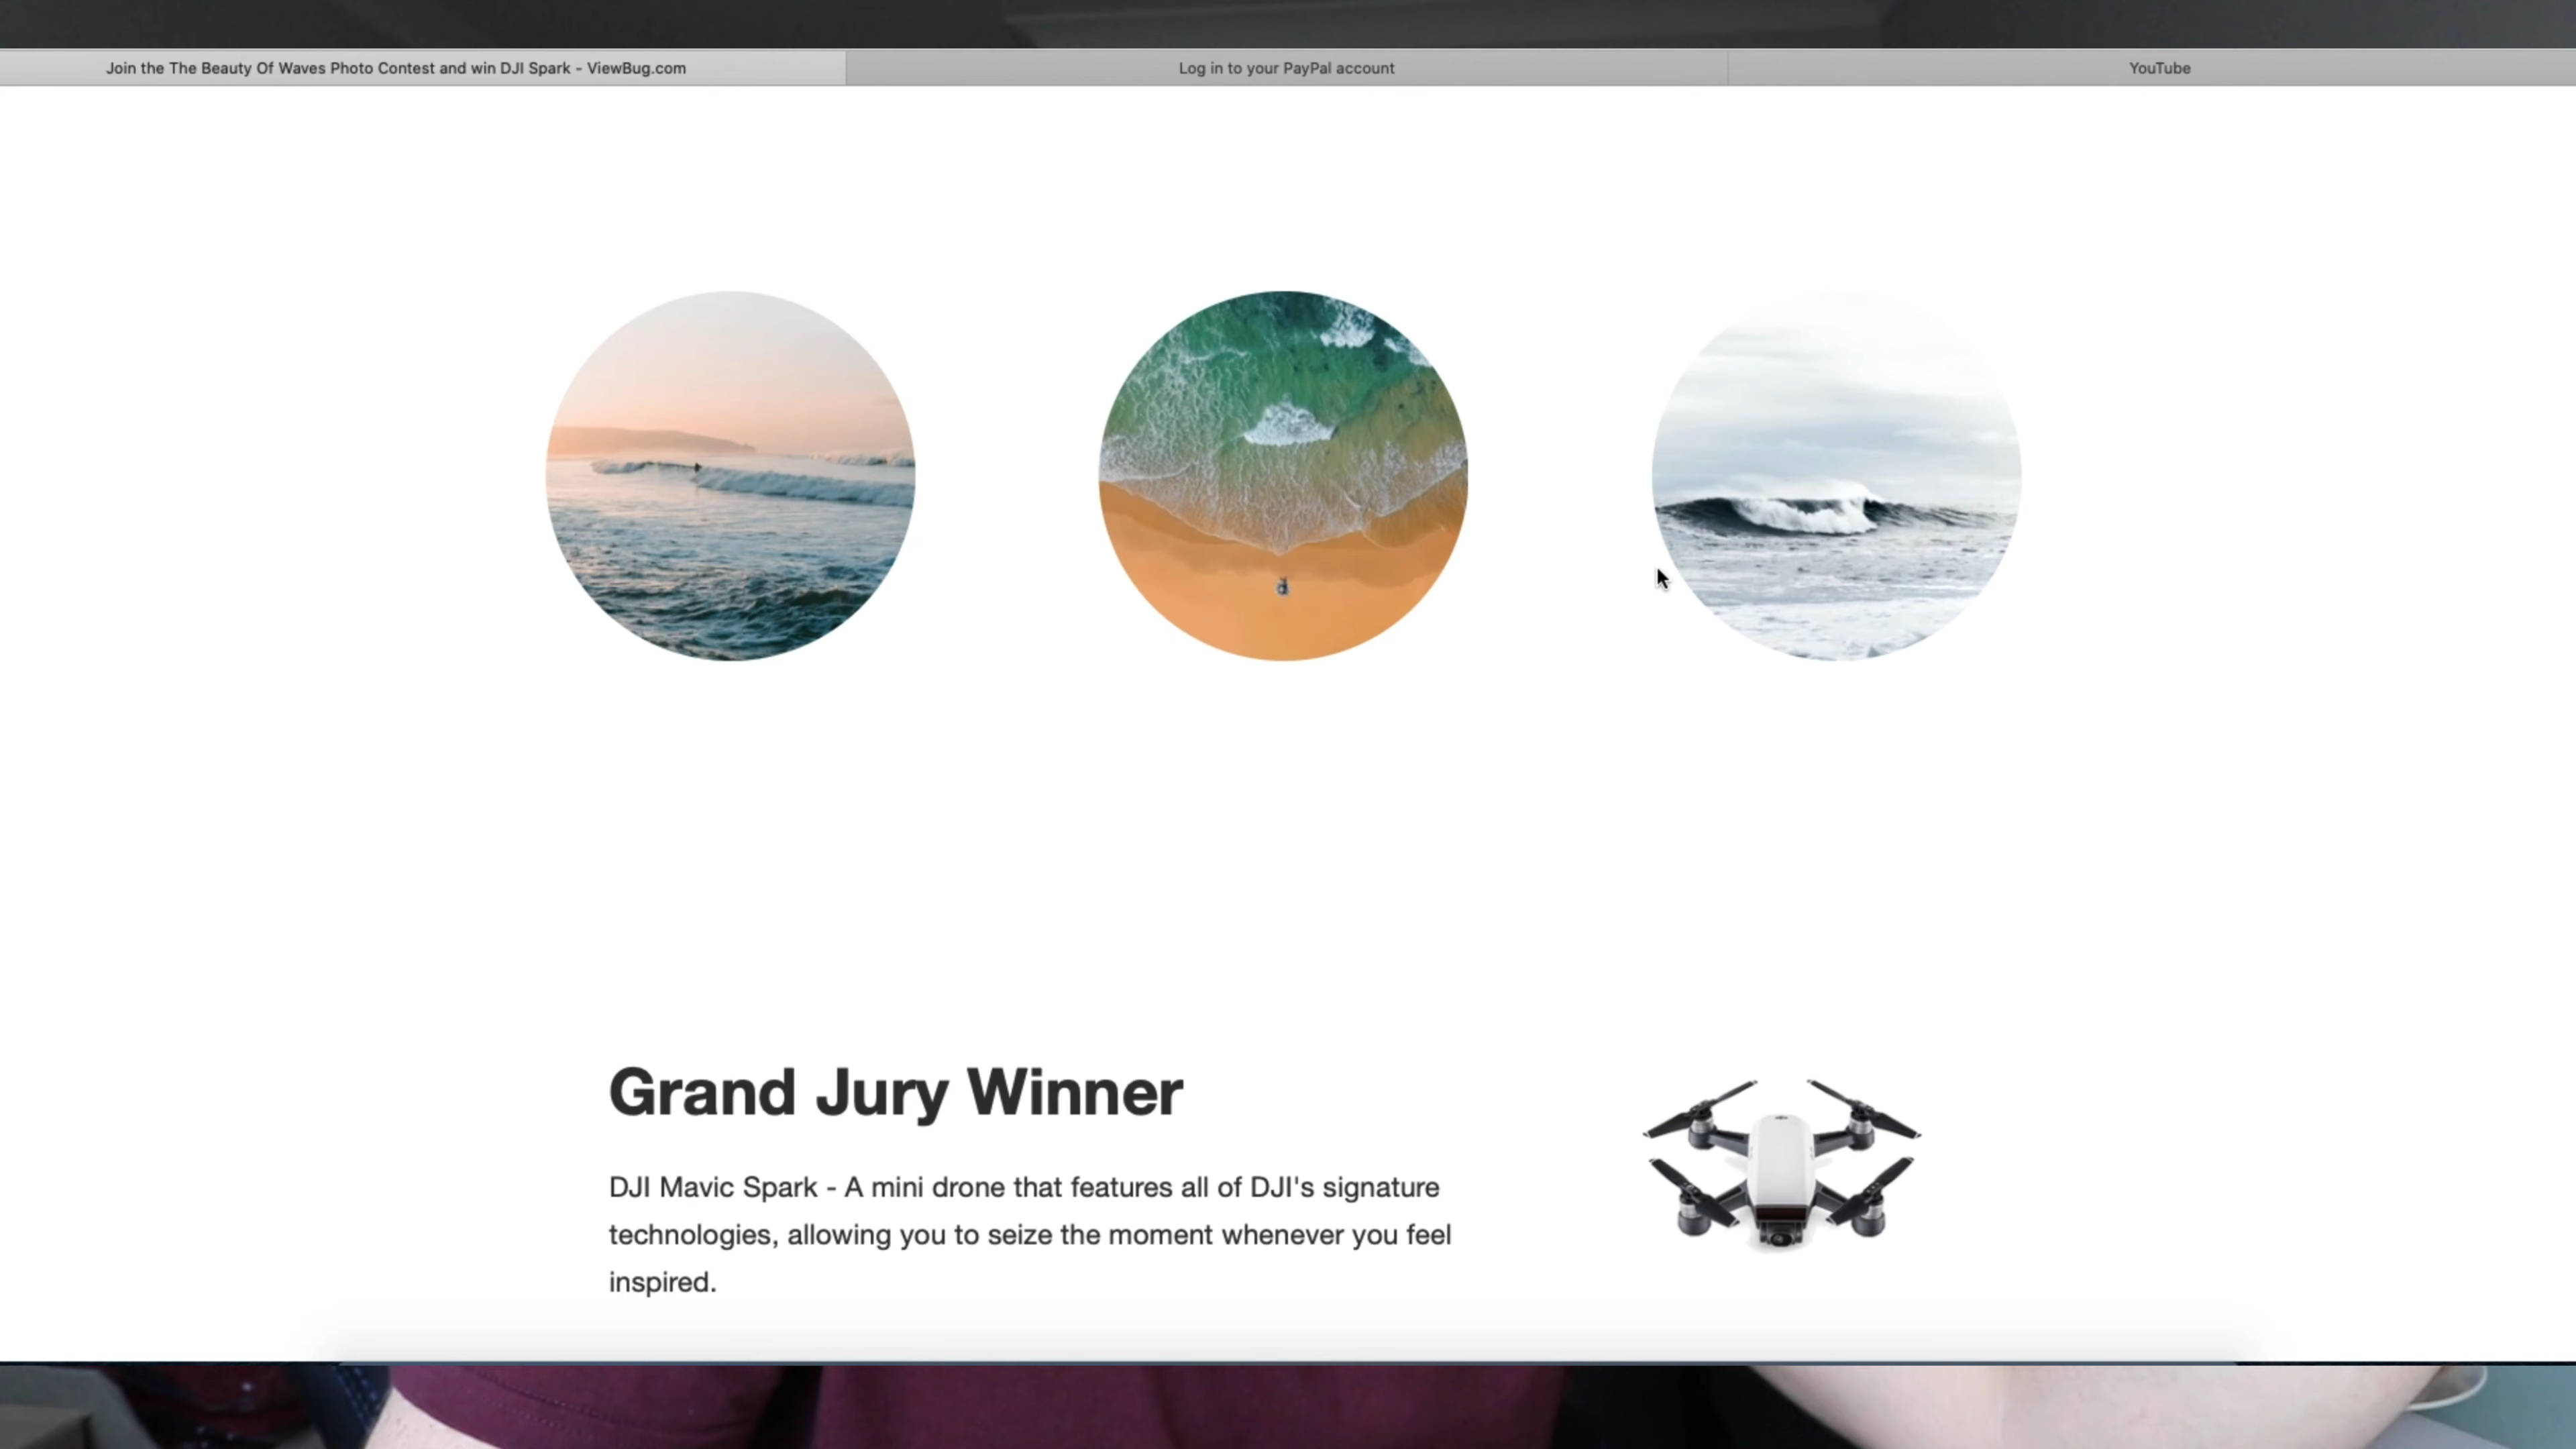 Join the The Beauty Of Waves Photo Contest and win DJI Spark - ViewBug.com
Log in to your PayPal account
YouTube
Grand Jury Winner
DJI Mavic Spark - A mini drone that features all of DJI's signature
technologies, allowing you to seize the moment whenever you feel
inspired.